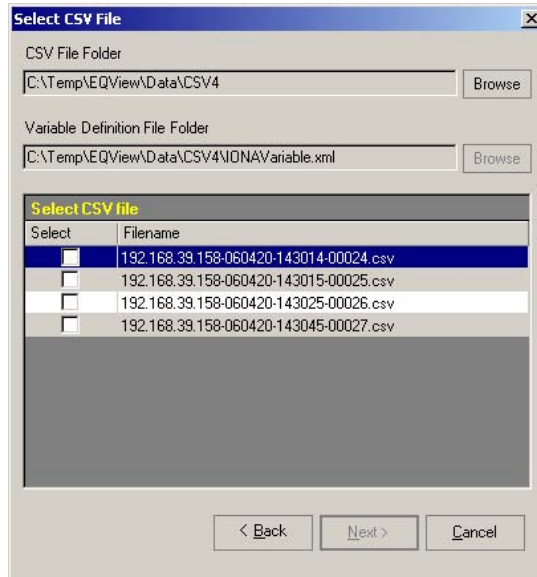 Select CSV File
CSV File Folder
C:\Temp\EQView\Data\CSV4
Browse
Variable Definition File Folder
C:\Temp\EQView\Data\CSV4\IONAVariable.xml
Browse
Select CSV file
Select Filename
192.168.39.158-060420-143014-00024.csv
192.168.39.158-060420-143015-00025.csv
192.168.39.158-060420-143025-00026.csv
192.168.39.158-060420-143045-00027.csv
< Back Next > Cancel